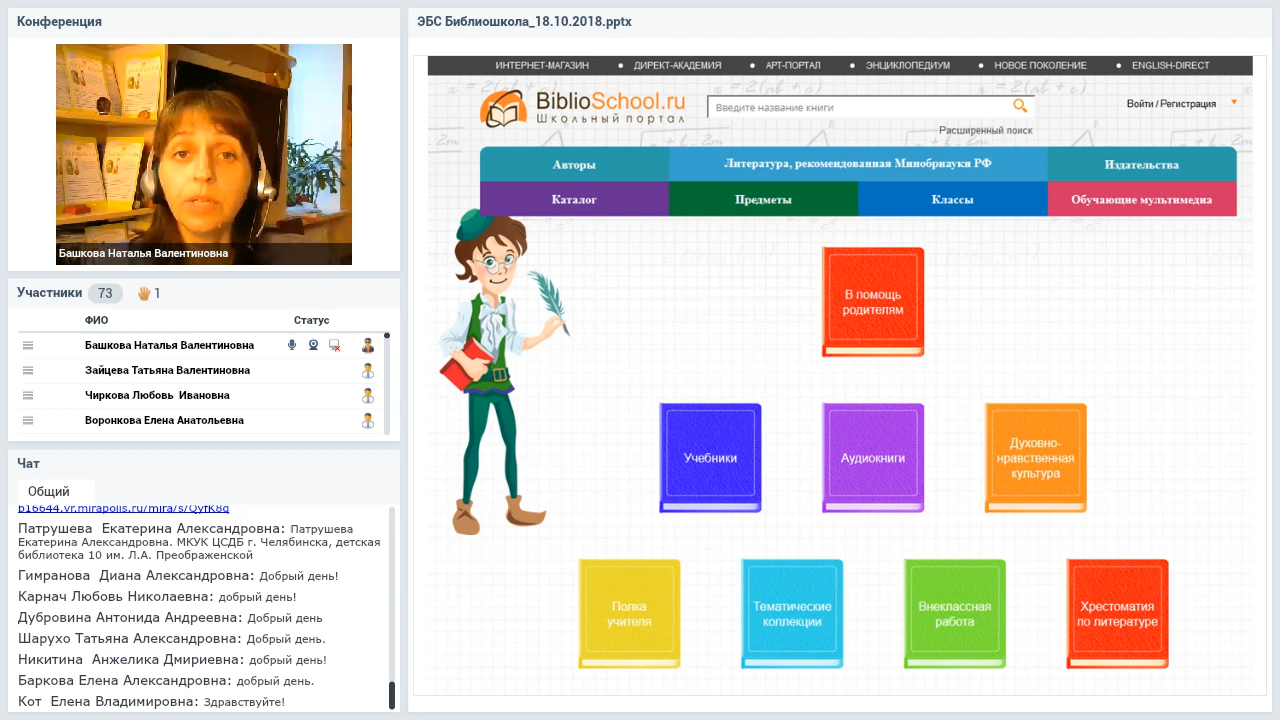 Конференция
Башкова Наталья Валентиновна
Участники 73 1
ФИО Статус
Башкова Наталья Валентиновна
Зайцева Татьяна Валентиновна
Чиркова Любовь Ивановна
Воронкова Елена Анатольевна
Чат
Общий
b16644.vr.mirapolis.ru/mira/s/QyfK8q
Патрушева Екатерина Александровна: Патрушева
Екатерина Александровна. МКУК ЦСДБ г. Челябинска, детская
библиотека 10 им. Л.А. Преображенской
Гимранова Диана Александровна: Добрый день!
Карнач Любовь Николаевна: добрый день!
Дубровина Антонида Андреевна: Добрый день
Шарухо Татьяна Александровна: Добрый день.
Никитина Анжелика Дмириевна: добрый день!
Баркова Елена Александровна: добрый день.
Кот Елена Владимировна: Здравствуйте!
ЭБС Библиошкола_18.10.2018.pptx
ИНТЕРНЕТ-МАГАЗИН ● ДИРЕКТ-АКАДЕМИЯ ● АРТ-ПОРТАЛ ● ЭНЦИКЛОПЕДИУМ ● НОВОЕ ПОКОЛЕНИЕ ● ENGLISH-DIRECT
BiblioSchool.ru
Школьный портал
Введите название книги
Расширенный поиск
Войти / Регистрация
Авторы Литература, рекомендованная Минобрнауки РФ Издательства
Каталог Предметы Классы Обучающие мультимедиа
В помощь
родителям
Учебники
Аудиокниги
Духовно-
нравственная
культура
Полка
учителя
Тематические
коллекции
Внеклассная
работа
Хрестоматия
по литературе